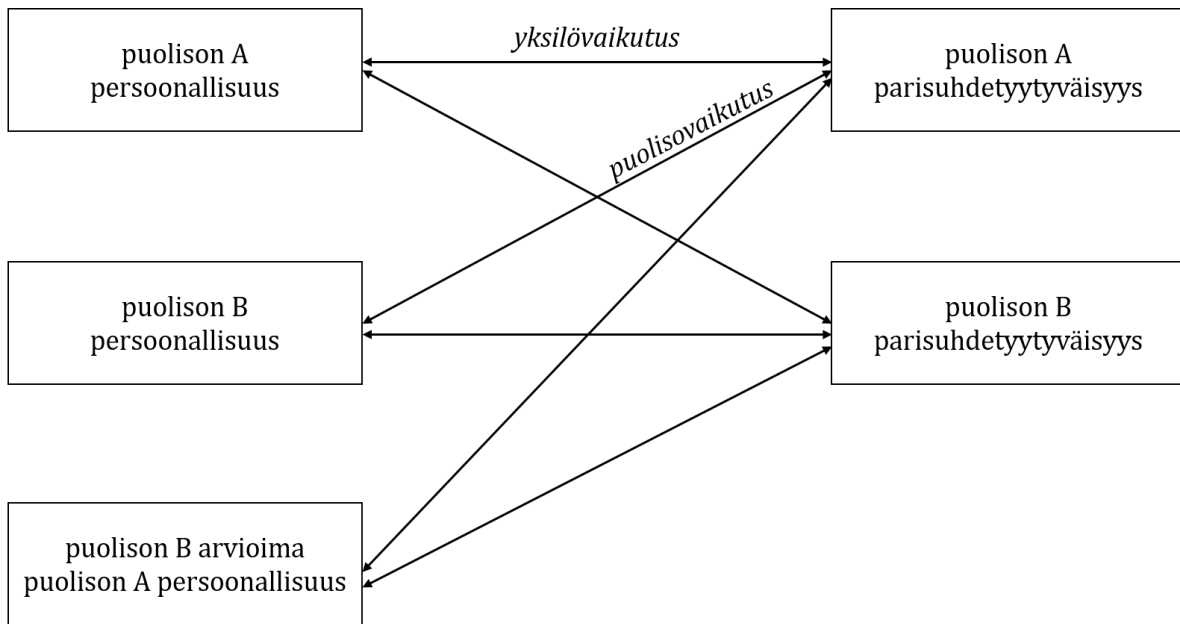 puolison A
persoonallisuus
yksilövaikutus
puolison A
parisuhdetyytyväisyys
puolisovaikutus
puolison B
persoonallisuus
puolison B
parisuhdetyytyväisyys
puolison B arvioima
puolison A persoonallisuus